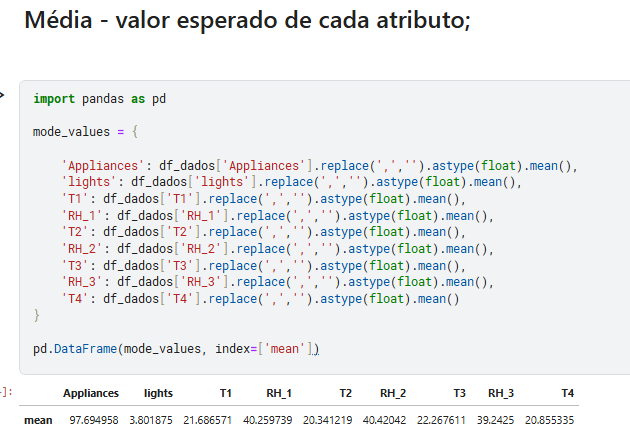 Média - valor esperado de cada atributo;
import pandas as pd
mode_values = {
'Appliances': df_dados['Appliances'].replace(',','').astype(float).mean(),
'lights': df_dados['lights'].replace(',','').astype(float).mean(),
'T1': df_dados['T1'].replace(',','').astype(float).mean(),
'RH_1': df_dados['RH_1'].replace(',','').astype(float).mean(),
'T2': df_dados['T2'].replace(',','').astype(float).mean(),
'RH_2': df_dados['RH_2'].replace(',','').astype(float).mean(),
'T3': df_dados['T3'].replace(',','').astype(float).mean(),
'RH_3': df_dados['RH_3'].replace(',','').astype(float).mean(),
'T4': df_dados['T4'].replace(',','').astype(float).mean()
}
pd.DataFrame(mode_values, index=['mean'])
]:
Appliances lights T1 RH_1 T2 RH_2 T3 RH_3 T4
mean 97.694958 3.801875 21.686571 40.259739 20.341219 40.42042 22.267611 39.2425 20.855335